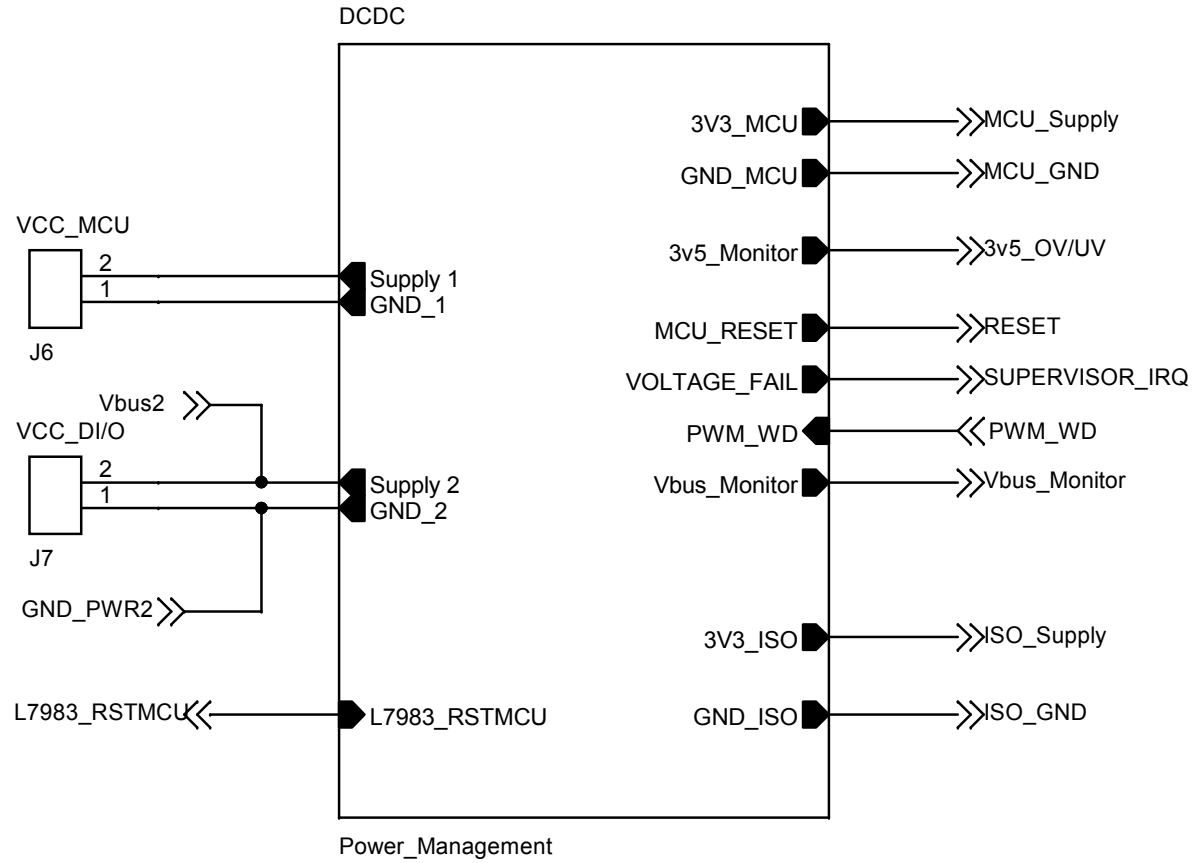 DCDC
3V3_MCU
MCU_Supply
GND_MCU
MCU_GND
VCC_MCU
2
1
J6
Supply 1
GND_1
3v5_Monitor
3v5_OV/UV
MCU_RESET
RESET
VOLTAGE_FAIL
SUPERVISOR_IRQ
Vbus2
VCC_DI/O
2
1
J7
Supply 2
GND_2
PWM_WD
PWM_WD
Vbus_Monitor
Vbus_Monitor
GND_PWR2
3V3_ISO
ISO_Supply
L7983_RSTMCU
L7983_RSTMCU
GND_ISO
ISO_GND
Power_Management